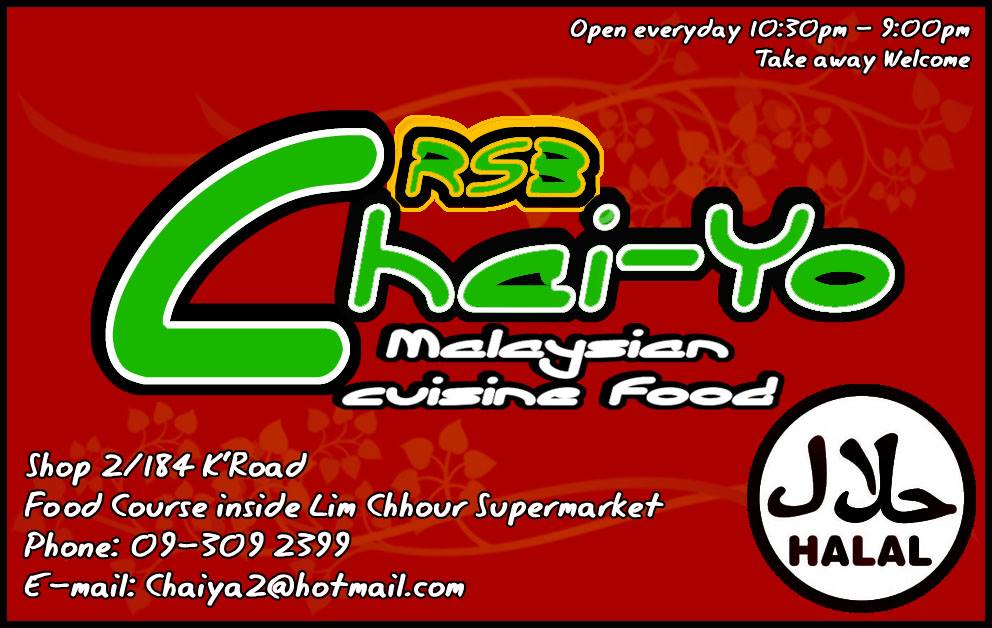 Open everyday 10:30pm - 9:00pm
Take away Welcome
RSB
Chai-Yo
Malaysian
cuisine Food
Shop 2/184 K'Road
Food Course inside Lim Chhour Supermarket
Phone: 09-309 2399
E-mail: Chaiya2@hotmail.com
حلال
HALAL